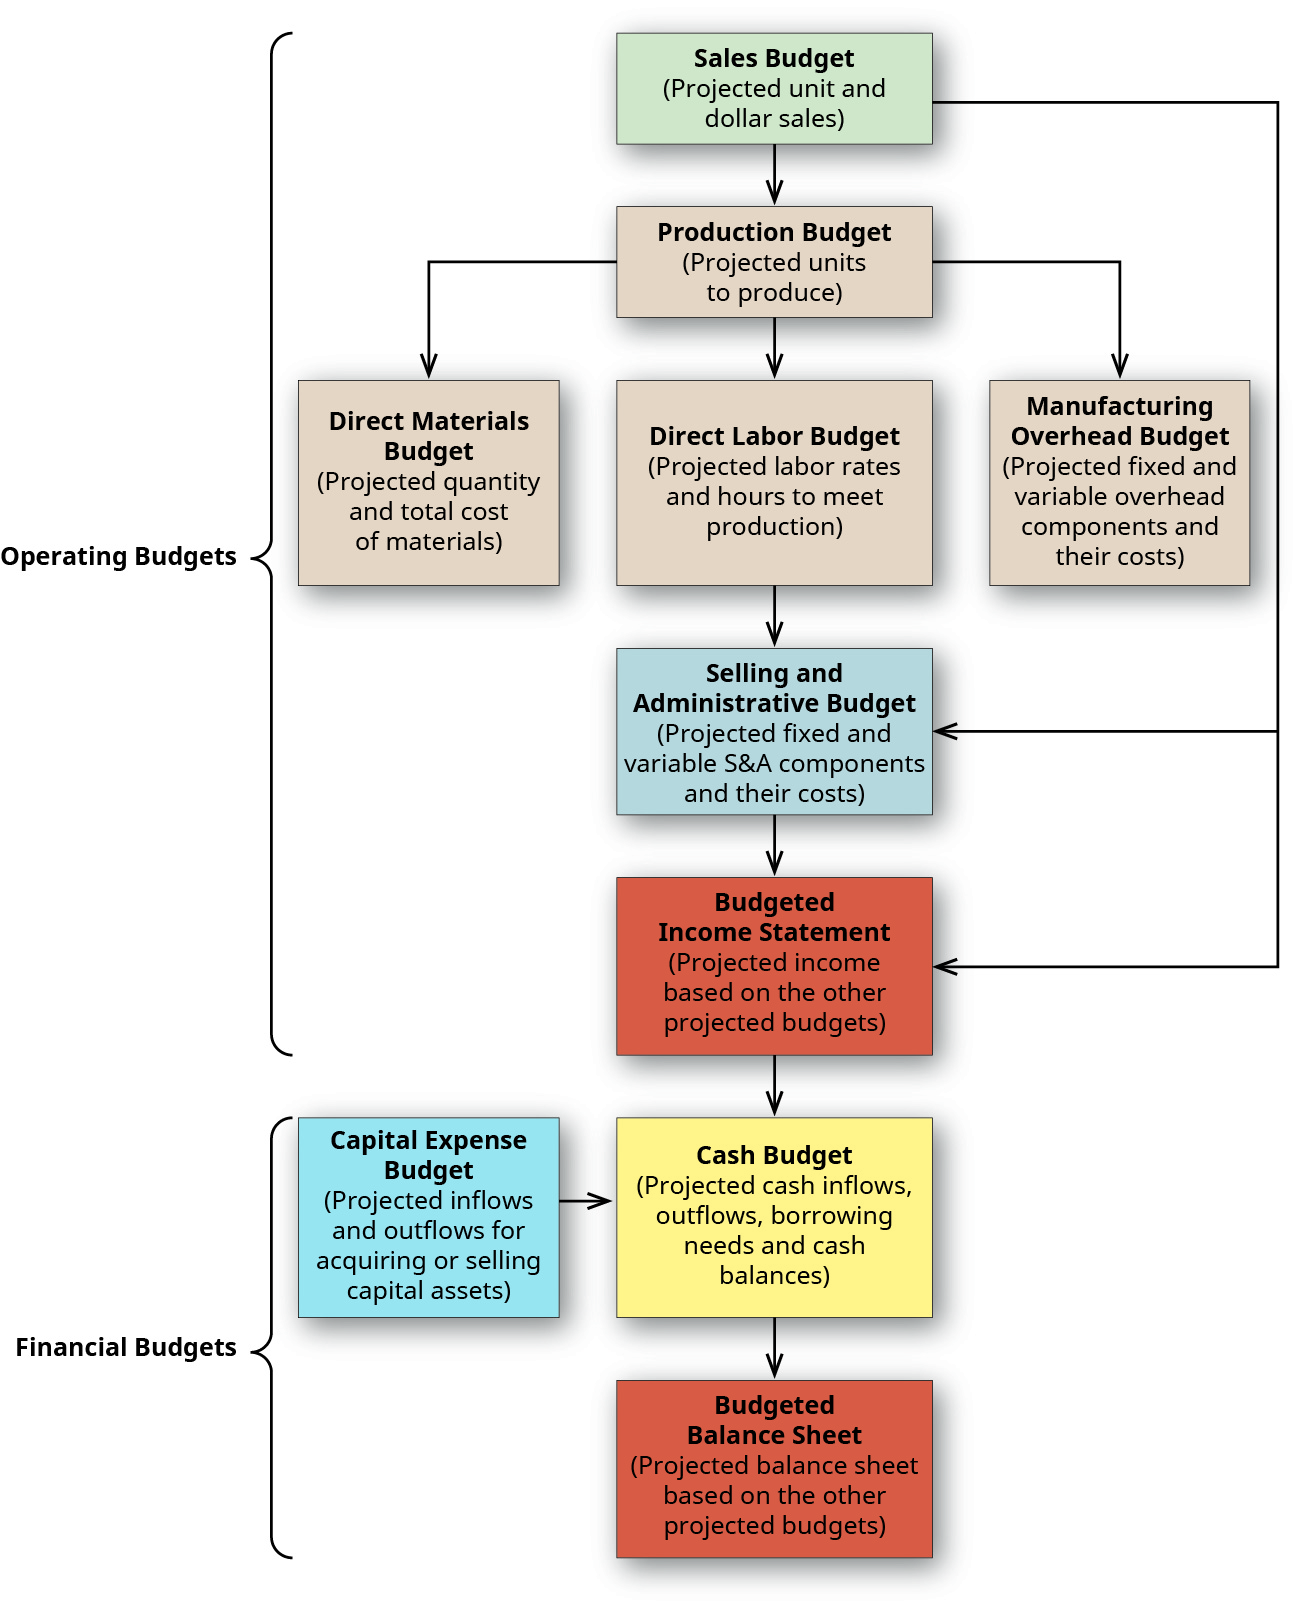 Sales Budget
(Projected unit and
dollar sales)
Production Budget
(Projected units
to produce)
Direct Materials
Budget
(Projected quantity
and total cost
of materials)
Direct Labor Budget
(Projected labor rates
and hours to meet
production)
Manufacturing
Overhead Budget
(Projected fixed and
variable overhead
components and
their costs)
Operating Budgets
Selling and
Administrative Budget
(Projected fixed and
variable S&A components
and their costs)
Budgeted
Income Statement
(Projected income
based on the other
projected budgets)
Capital Expense
Budget
(Projected inflows
and outflows for
acquiring or selling
capital assets)
Cash Budget
(Projected cash inflows,
outflows, borrowing
needs and cash
balances)
Financial Budgets
Budgeted
Balance Sheet
(Projected balance sheet
based on the other
projected budgets)